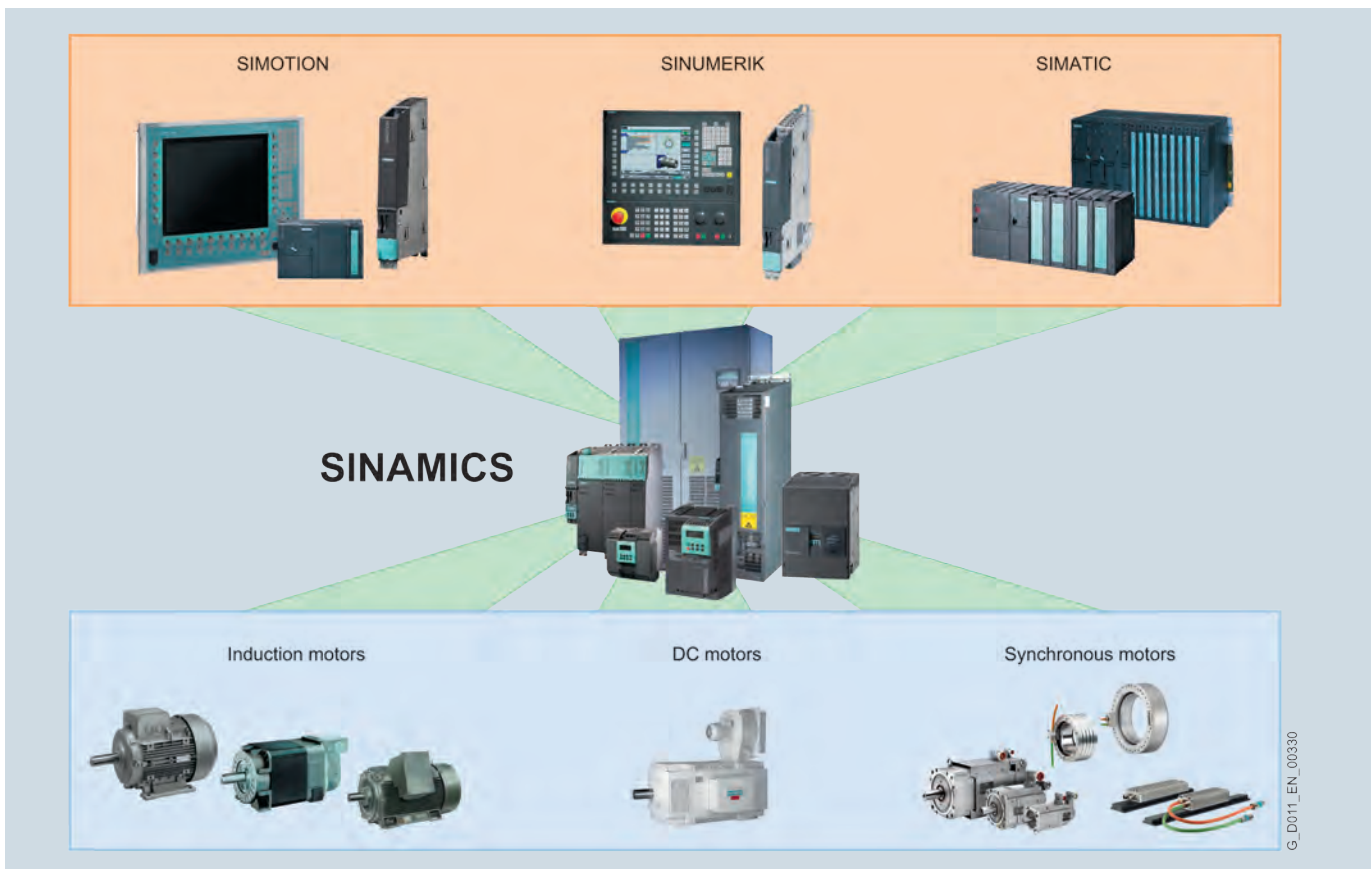 SIMOTION
SINUMERIK
SIMATIC
SINAMICS
Induction motors
DC motors
Synchronous motors
G_D011_EN_00330